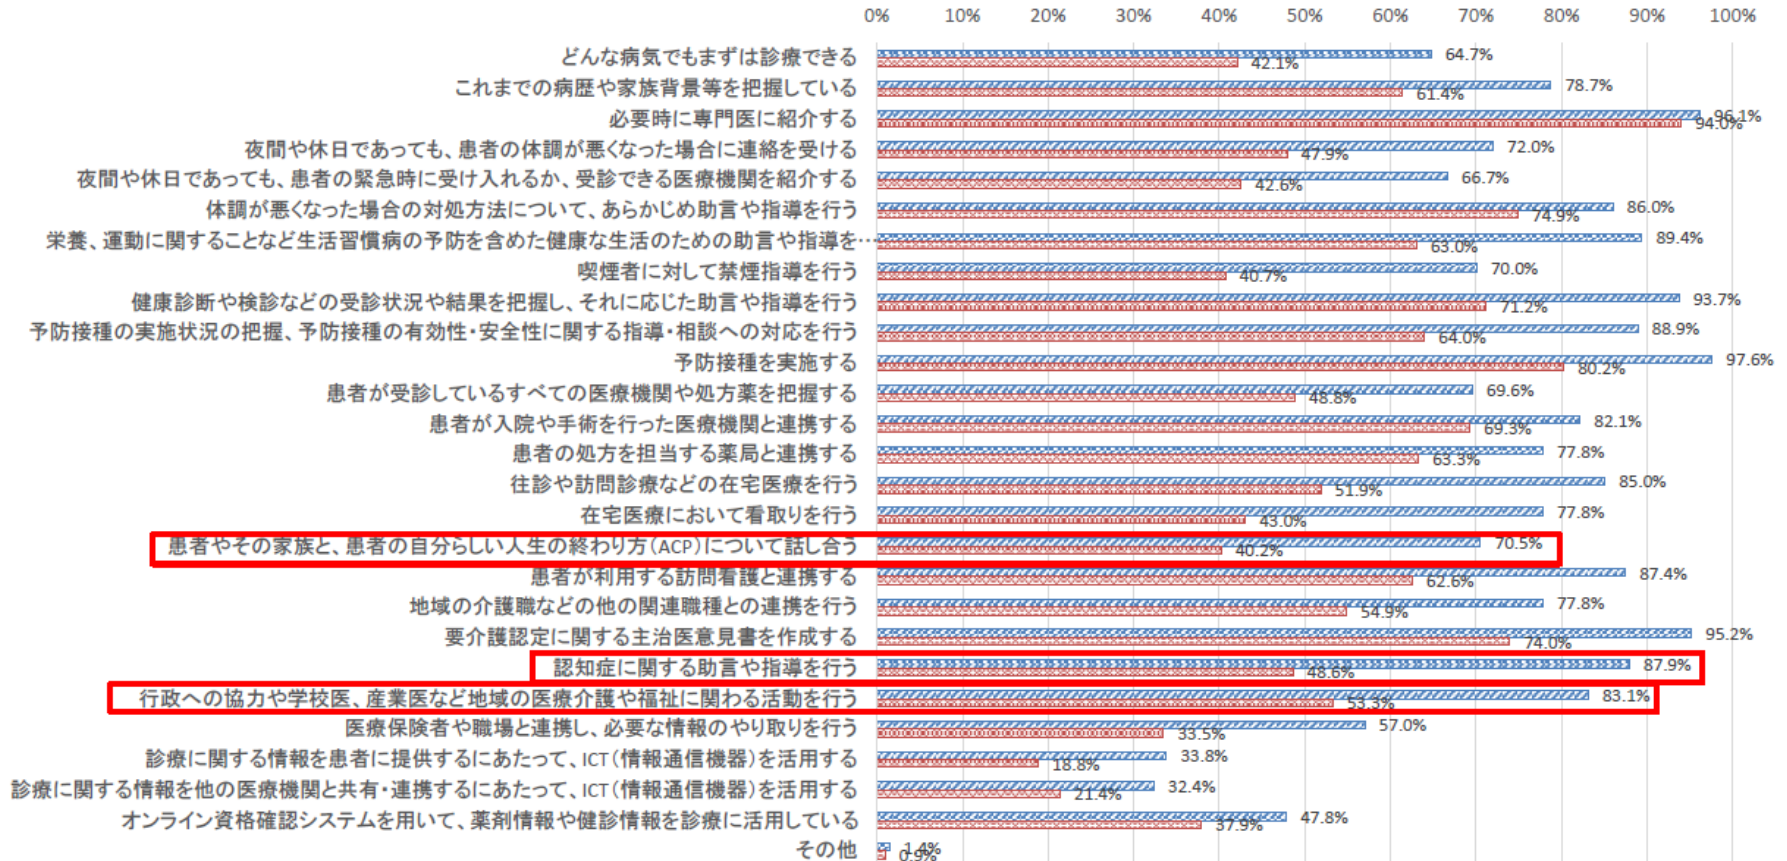 0% 10% 20% 30% 40% 50% 60% 70% 80% 90% 100%
どんな病気でもまずは診療できる 64.7% 42.1%
これまでの病歴や家族背景等を把握している 78.7% 61.4%
必要時に専門医に紹介する 96.1% 94.0%
夜間や休日であっても、患者の体調が悪くなった場合に連絡を受ける 72.0% 47.9%
夜間や休日であっても、患者の緊急時に受け入れるか、受診できる医療機関を紹介する 66.7% 42.6%
体調が悪くなった場合の対処方法について、あらかじめ助言や指導を行う 86.0% 74.9%
栄養、運動に関することなど生活習慣病の予防を含めた健康な生活のための助言や指導を… 89.4% 63.0%
喫煙者に対して禁煙指導を行う 70.0% 40.7%
健康診断や検診などの受診状況や結果を把握し、それに応じた助言や指導を行う 93.7% 71.2%
予防接種の実施状況の把握、予防接種の有効性・安全性に関する指導・相談への対応を行う 88.9% 64.0%
予防接種を実施する 97.6% 80.2%
患者が受診しているすべての医療機関や処方薬を把握する 69.6% 48.8%
患者が入院や手術を行った医療機関と連携する 82.1% 69.3%
患者の処方を担当する薬局と連携する 77.8% 63.3%
往診や訪問診療などの在宅医療を行う 85.0% 51.9%
在宅医療において看取りを行う 77.8% 43.0%
患者やその家族と、患者の自分らしい人生の終わり方(ACP)について話し合う 70.5% 40.2%
患者が利用する訪問看護と連携する 87.4% 62.6%
地域の介護職などの他の関連職種との連携を行う 77.8% 54.9%
要介護認定に関する主治医意見書を作成する 95.2% 74.0%
認知症に関する助言や指導を行う 87.9% 48.6%
行政への協力や学校医、産業医など地域の医療介護や福祉に関わる活動を行う 83.1% 53.3%
医療保険者や職場と連携し、必要な情報のやり取りを行う 57.0% 33.5%
診療に関する情報を患者に提供するにあたって、ICT(情報通信機器)を活用する 33.8% 18.8%
診療に関する情報を他の医療機関と共有・連携するにあたって、ICT(情報通信機器)を活用する 32.4% 21.4%
オンライン資格確認システムを用いて、薬剤情報や健診情報を診療に活用している 47.8% 37.9%
その他 1.4% 0.9%